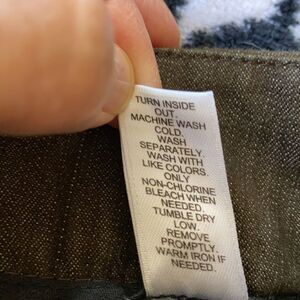 TURN INSIDE
OUT.
MACHINE WASH
COLD.
WASH
SEPARATELY.
WASH WITH
LIKE COLORS.
ONLY
NON-CHLORINE
BLEACH WHEN
NEEDED.
TUMBLE DRY
LOW.
REMOVE
PROMPTLY.
WARM IRON IF
NEEDED.